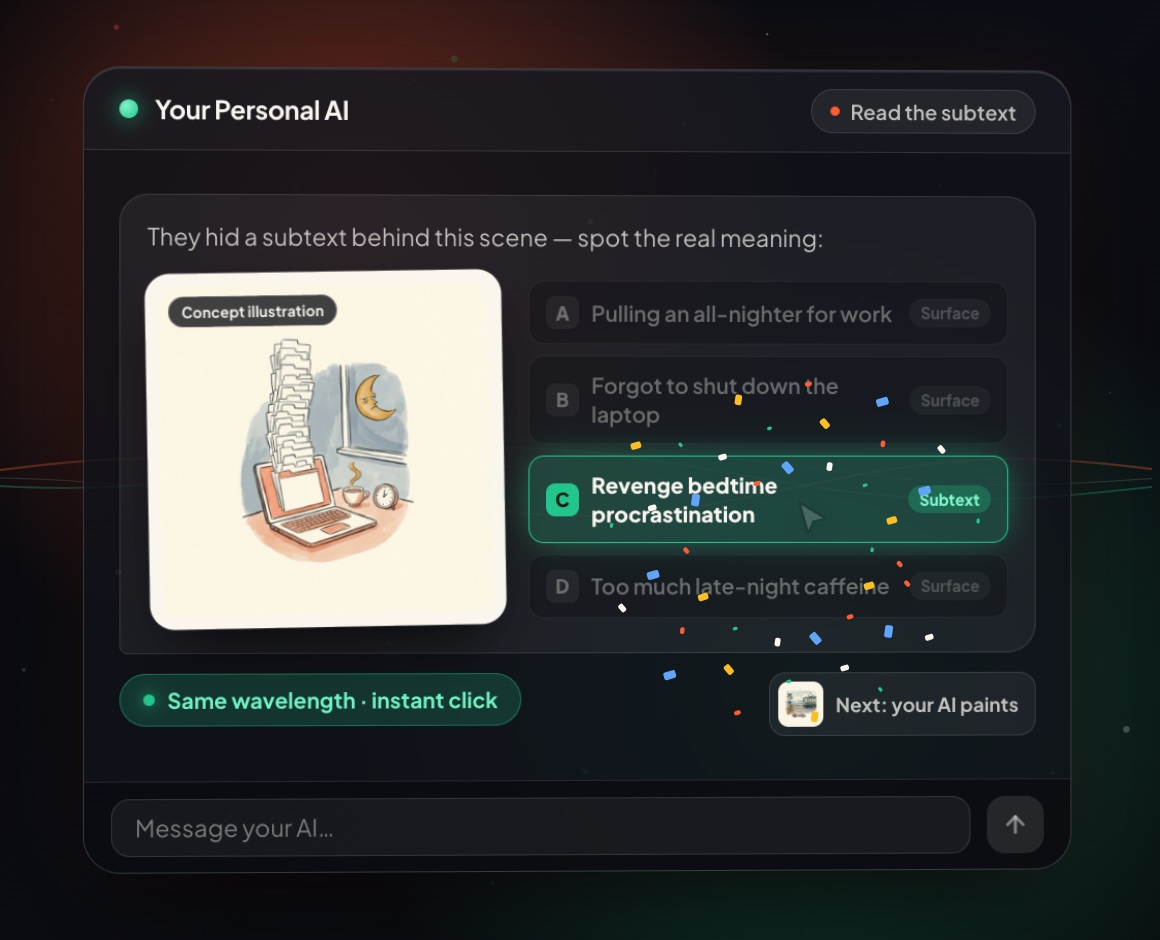 Your Personal AI
Read the subtext
They hid a subtext behind this scene — spot the real meaning:
Concept illustration
A Pulling an all-nighter for work Surface
B Forgot to shut down the
laptop Surface
C Revenge bedtime
procrastination Subtext
D Too much late-night caffeine Surface
Same wavelength · instant click
Next: your AI paints
Message your AI...